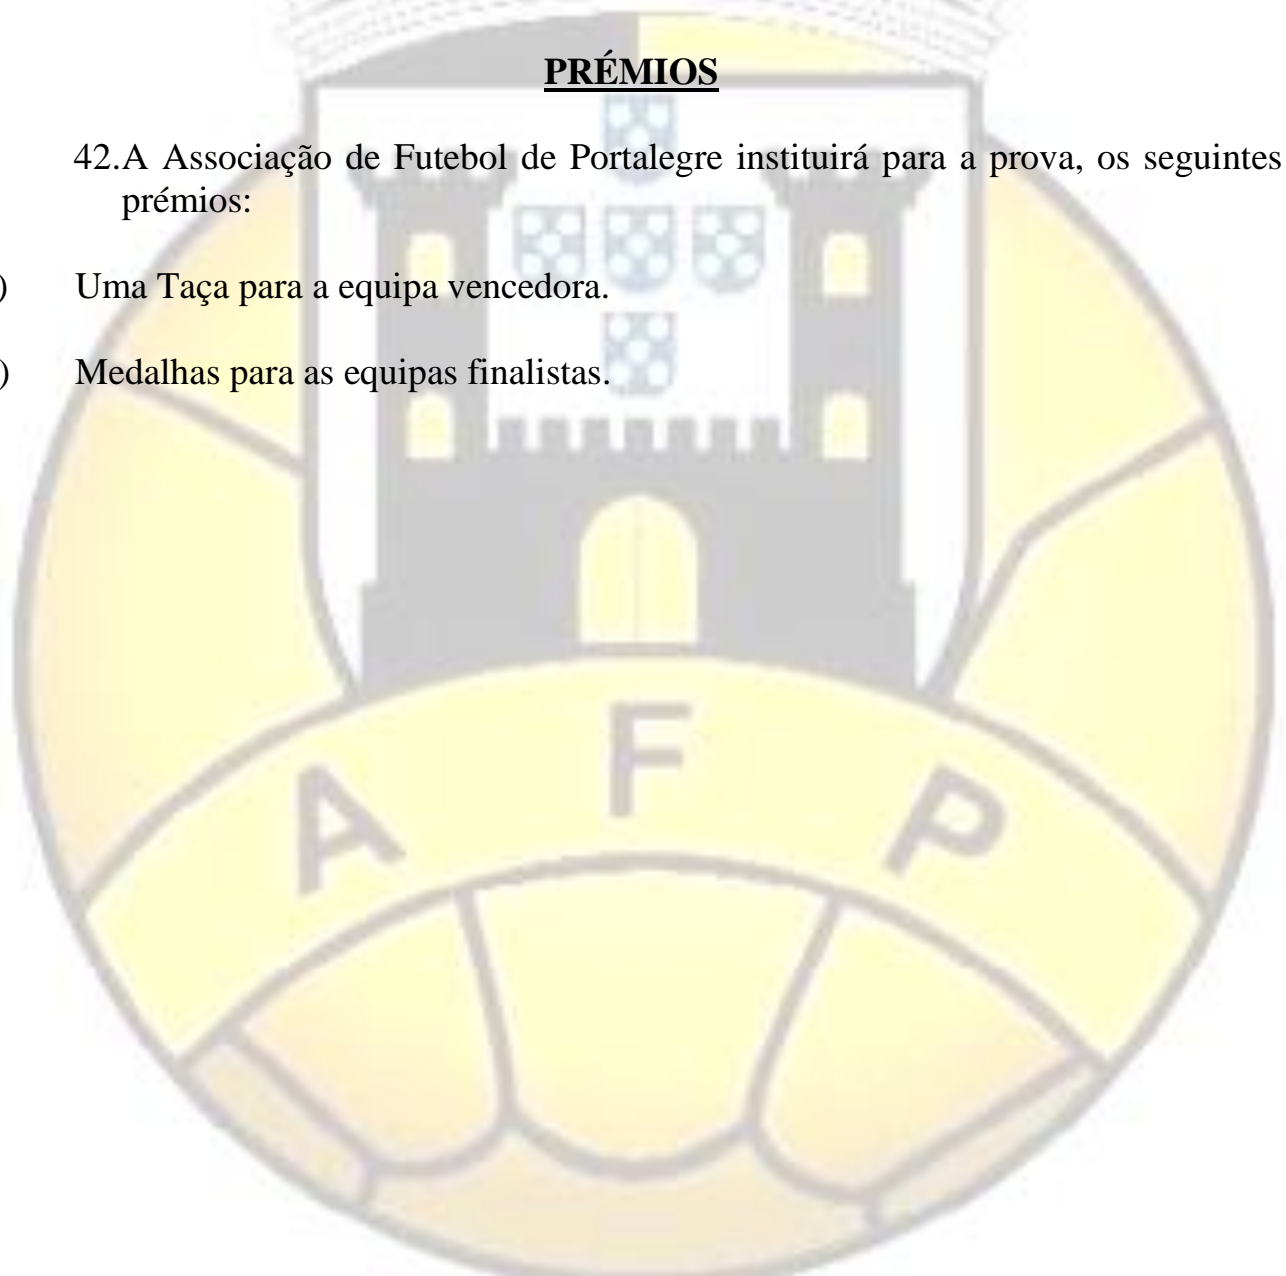 PRÉMIOS
42.A Associação de Futebol de Portalegre instituirá para a prova, os seguintes
prémios:
) Uma Taça para a equipa vencedora.
) Medalhas para as equipas finalistas.
A F P